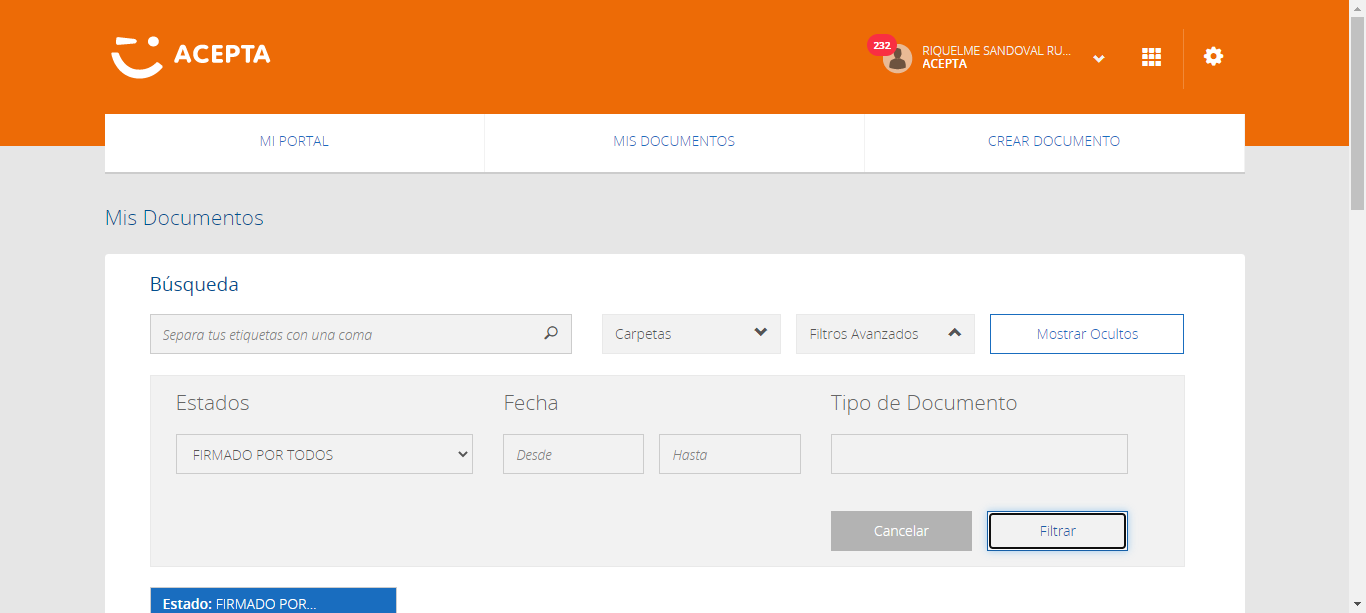 ACEPTA
232
RIQUELME SANDOVAL RU...
ACEPTA
MI PORTAL
MIS DOCUMENTOS
CREAR DOCUMENTO
Mis Documentos
Búsqueda
Separa tus etiquetas con una coma
Carpetas
Filtros Avanzados
Mostrar Ocultos
Estados
Fecha
Tipo de Documento
FIRMADO POR TODOS
Desde
Hasta
Cancelar
Filtrar
Estado: FIRMADO POR...